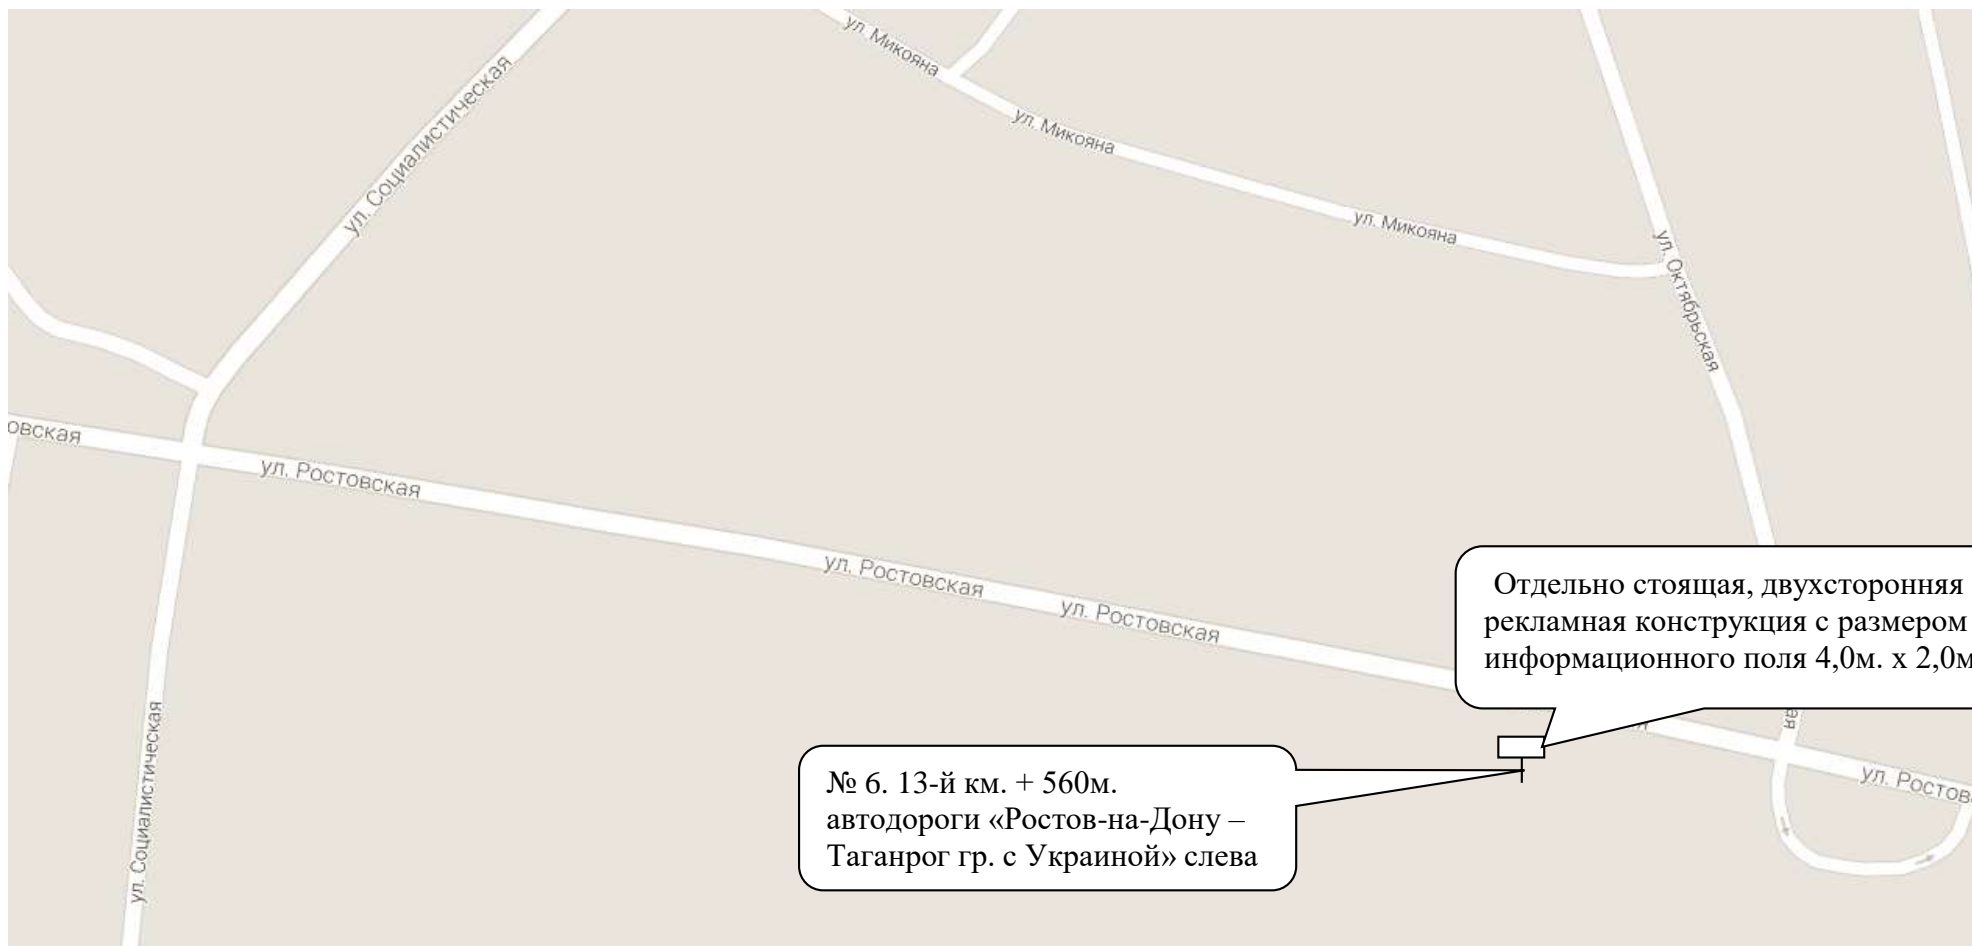 ул. Микояна
ул. Социалистическая
ул. Микояна
ул. Микояна
ул. Октябрьская
овская
ул. Ростовская
ул. Ростовская
ул. Ростовская
Отдельно стоящая, двухсторонняя
рекламная конструкция с размером
информационного поля 4,0м. х 2,0м
ул. Социалистическая
ая
№ 6. 13-й км. + 560м.
автодороги «Ростов-на-Дону –
Таганрог гр. с Украиной» слева
ул. Ростов